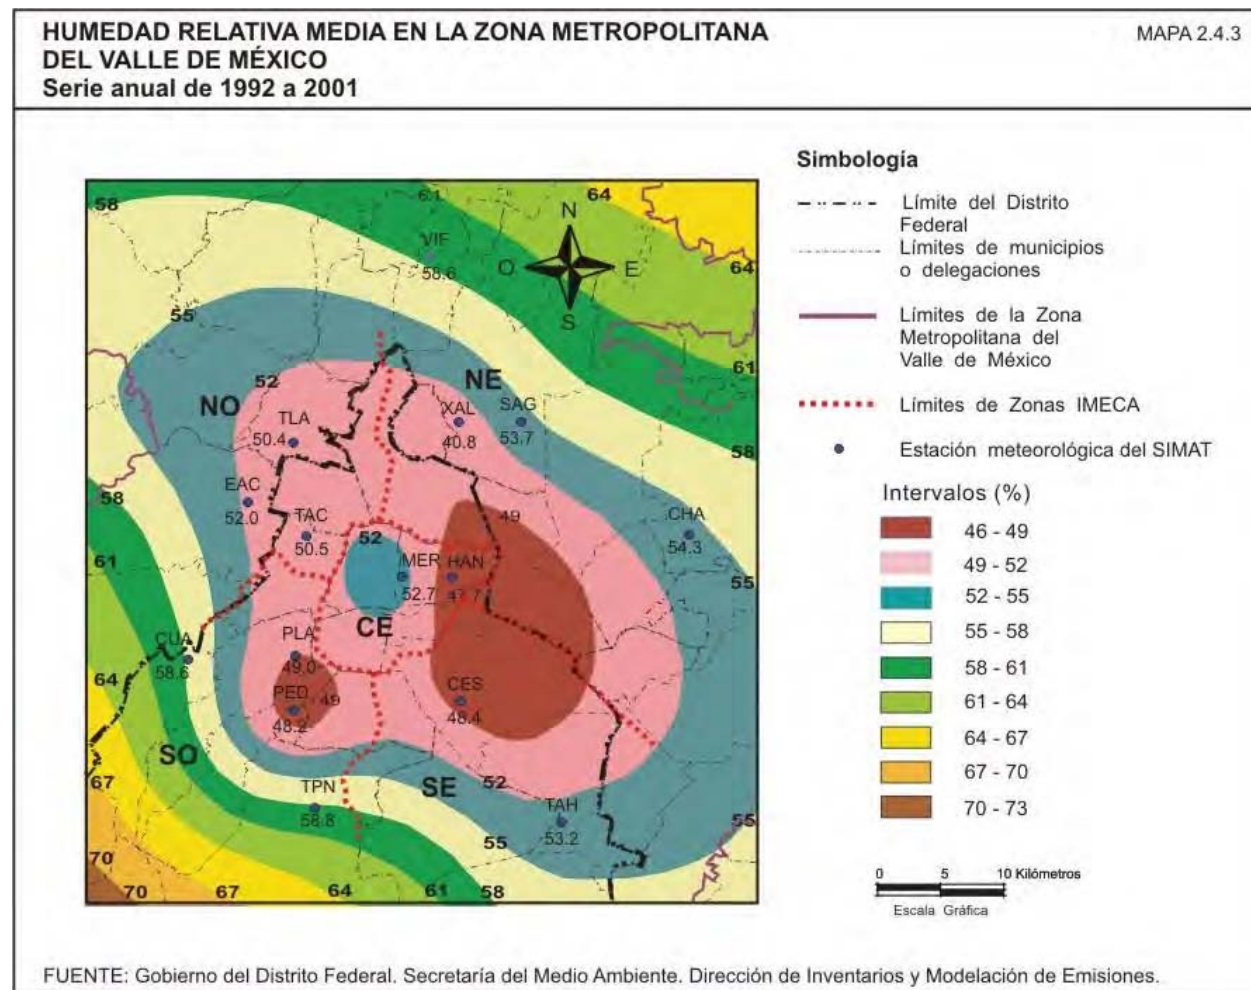 HUMEDAD RELATIVA MEDIA EN LA ZONA METROPOLITANA
DEL VALLE DE MÉXICO
Serie anual de 1992 a 2001
MAPA 2.4.3
58
61
64
N
VIF
58.6
O
E
64
S
55
61
52
NE
NO
TLA
50.4
XAL
40.8
SAG
53.7
58
EAC
52.0
58
TAC
50.5
49
CHA
54.3
52
61
MER
52.7
HAN
47.7
55
CE
CUA
58.6
PLA
49.0
64
PED
48.2
49
CES
48.4
SO
67
TPN
58.8
SE
52
TAH
53.2
55
55
70
70
67
64
61
58
Simbología
Límite del Distrito
Federal
Límites de municipios
o delegaciones
Límites de la Zona
Metropolitana del
Valle de México
Límites de Zonas IMECA
Estación meteorológica del SIMAT
Intervalos (%)
46 - 49
49 - 52
52 - 55
55 - 58
58 - 61
61 - 64
64 - 67
67 - 70
70 - 73
0 5 10 Kilómetros
Escala Gráfica
FUENTE: Gobierno del Distrito Federal. Secretaría del Medio Ambiente. Dirección de Inventarios y Modelación de Emisiones.